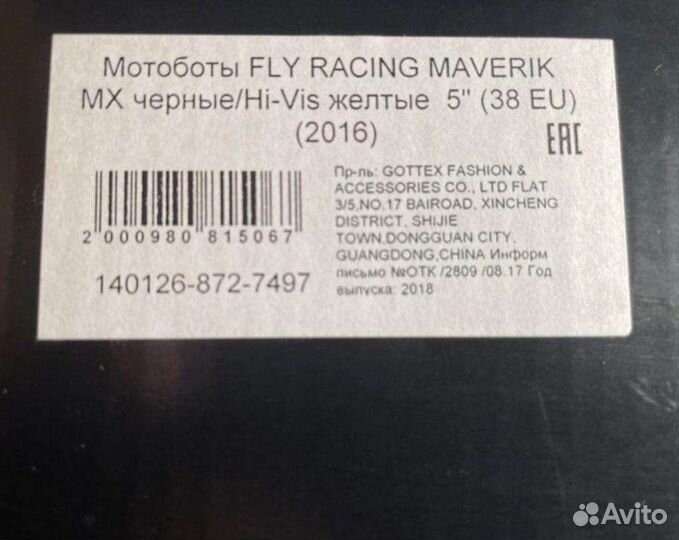 Мотоботы FLY RACING MAVERIK
MX черные/Hi-Vis желтые 5" (38 EU)
(2016)
EAC
2 000980 815067
140126-872-7497
Пр-ль: GOTTEX FASHION &
ACCESSORIES CO., LTD FLAT
3/5,NO.17 BAIROAD, XINCHENG
DISTRICT, SHIJIE
TOWN,DONGGUAN CITY,
GUANGDONG,CHINA Информ
письмо №ОТК /2809 /08.17 Год
выпуска: 2018
Avito